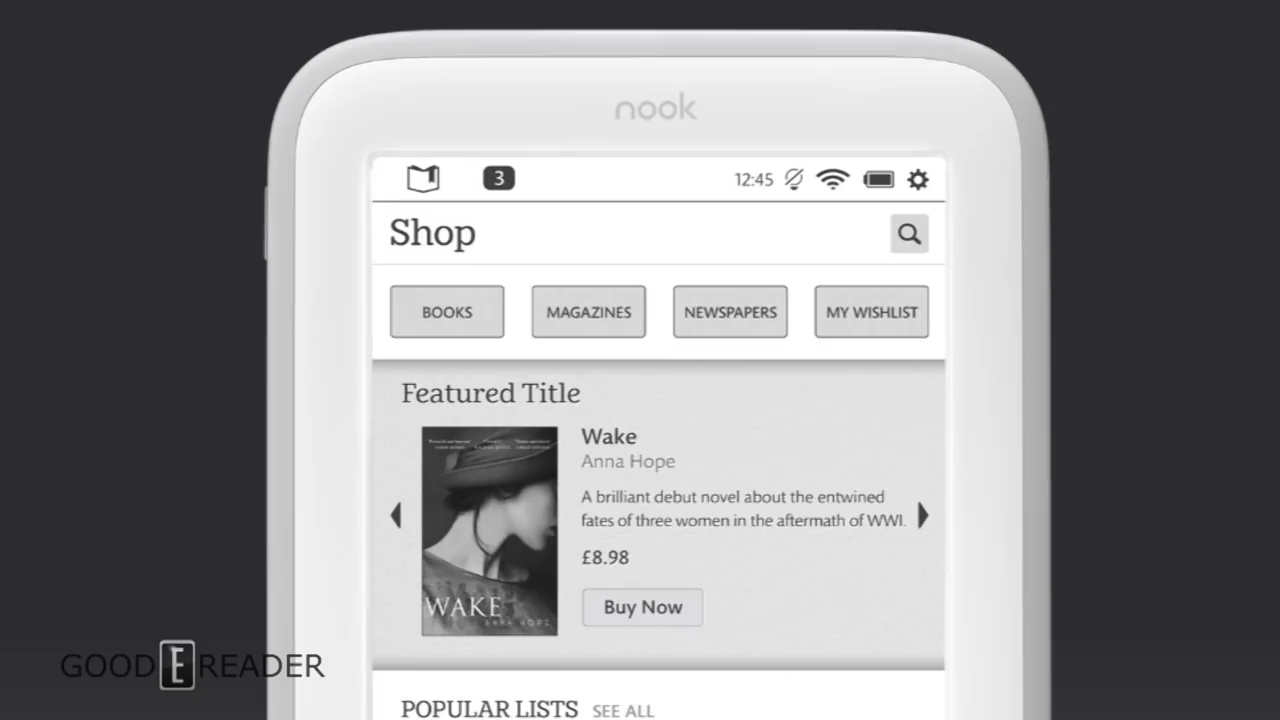 nook
3
12:45
Shop
BOOKS
MAGAZINES
NEWSPAPERS
MY WISHLIST
Featured Title
Wake
Anna Hope
A brilliant debut novel about the entwined
fates of three women in the aftermath of WWI.
£8.98
Buy Now
WAKE
ANNA HOPE
GOOD E READER
POPULAR LISTS SEE ALL